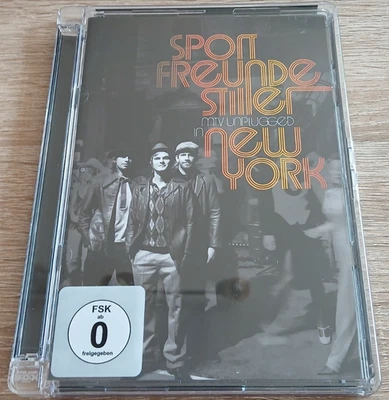 SPORT
FREUNDE
STILLER
MTV UNPLUGGED
in
NEW
YORK
FSK
ab
0
freigegeben